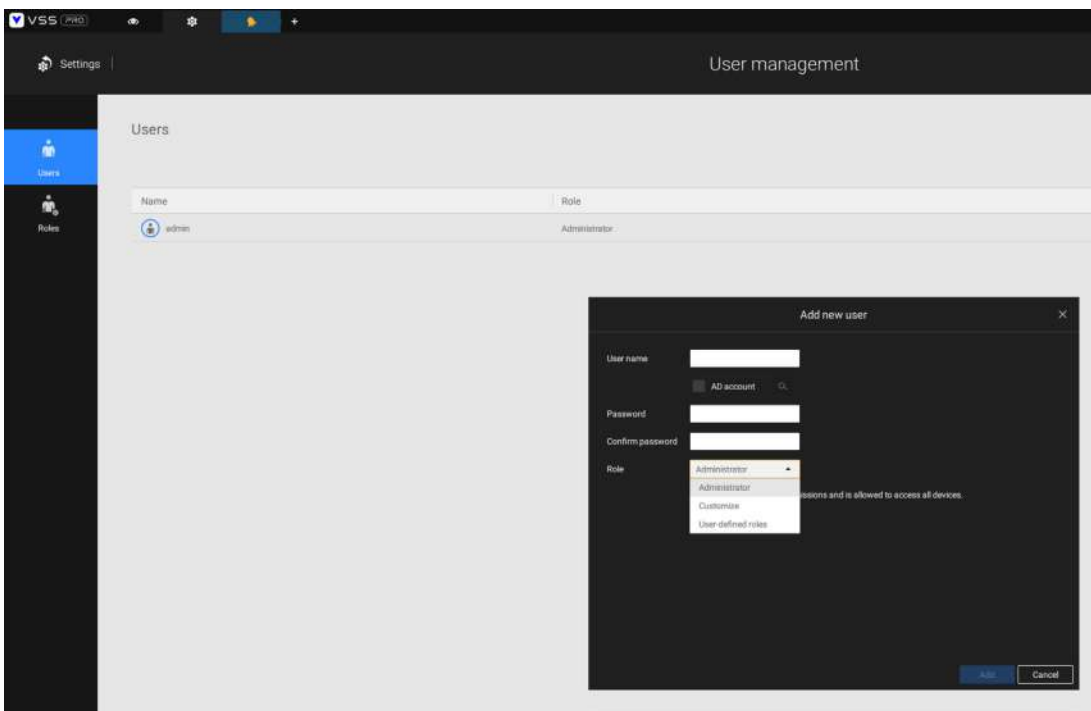 VSS PRO
+
Settings
User management
Users
Users
Roles
Name
Role
admin
Administrator
Add new user
User name
AD account
Password
Confirm password
Role
Administrator
Administrator
Customize
User-defined roles
issions and is allowed to access all devices.
Add
Cancel